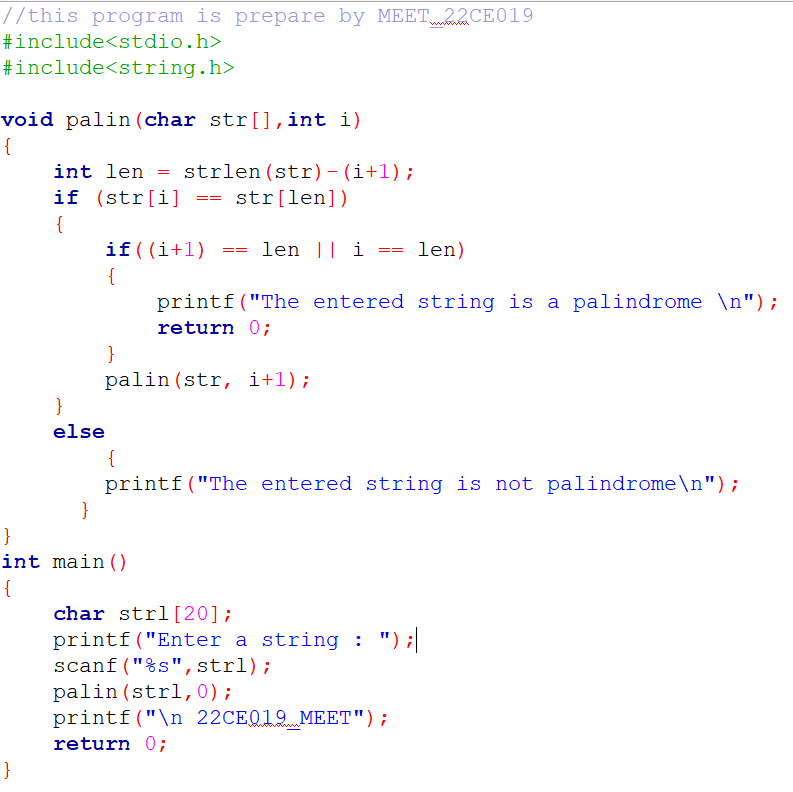 //this program is prepare by MEET_22CE019
#include<stdio.h>
#include<string.h>

void palin(char str[],int i)
{
    int len = strlen(str)-(i+1);
    if (str[i] == str[len])
    {
        if((i+1) == len || i == len)
        {
            printf("The entered string is a palindrome \n");
            return 0;
        }
        palin(str, i+1);
    }
    else
        {
        printf("The entered string is not palindrome\n");
      }
}
int main()
{
    char strl[20];
    printf("Enter a string : ");
    scanf("%s",strl);
    palin(strl,0);
    printf("\n 22CE019_MEET");
    return 0;
}